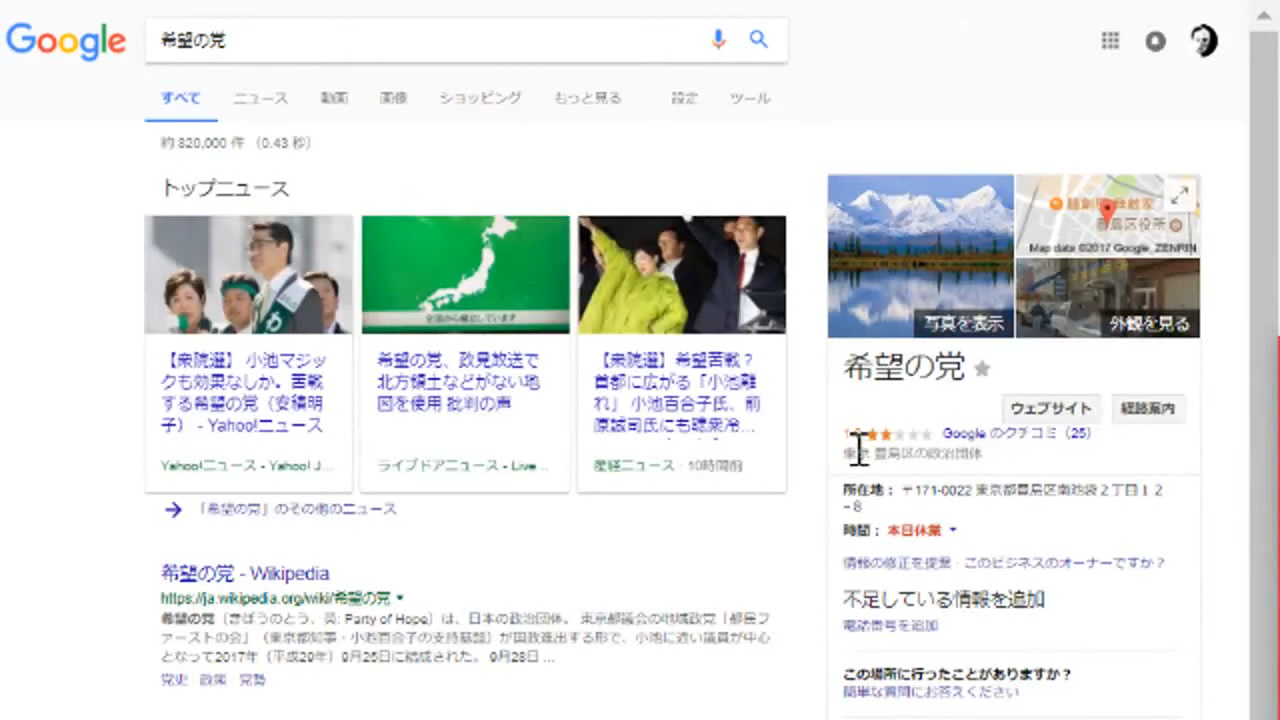 Google
希望の党
すべて ニュース 動画 画像 ショッピング もっと見る 設定 ツール
約 820,000 件 (0.43 秒)
トップニュース
全国から輸出しています
【衆院選】 小池マジッ
クも効果なしか。苦戦
する希望の党(安積明
子) - Yahoo!ニュース
Yahoo!ニュース - Yahoo! J...
希望の党、政見放送で
北方領土などがない地
図を使用 批判の声
ライブドアニュース - Live ...
【衆院選】希望苦戦?
首都に広がる「小池離
れ」 小池百合子氏、前
原誠司氏にも聴衆冷...
産経ニュース - 10時間前
「希望の党」のその他のニュース
希望の党 - Wikipedia
https://ja.wikipedia.org/wiki/希望の党
希望の党(きぼうのとう、英: Party of Hope)は、日本の政治団体。 東京都議会の地域政党「都民フ
ァーストの会」(東京都知事・小池百合子の支持基盤)が国政進出する形で、小池に近い議員が中心
となって2017年(平成29年)9月25日に結成された。 9月28日 ...
党史 - 政策 - 党勢
豊島区役所
Map data ©2017 Google, ZENRIN
写真を表示
外観を見る
希望の党
ウェブサイト 経路案内
Google のクチコミ (25)
東京 豊島区の政治団体
所在地: 〒171-0022 東京都豊島区南池袋2丁目12
−8
時間: 本日休業
情報の修正を提案 · このビジネスのオーナーですか?
不足している情報を追加
電話番号を追加
この場所に行ったことがありますか?
簡単な質問にお答えください